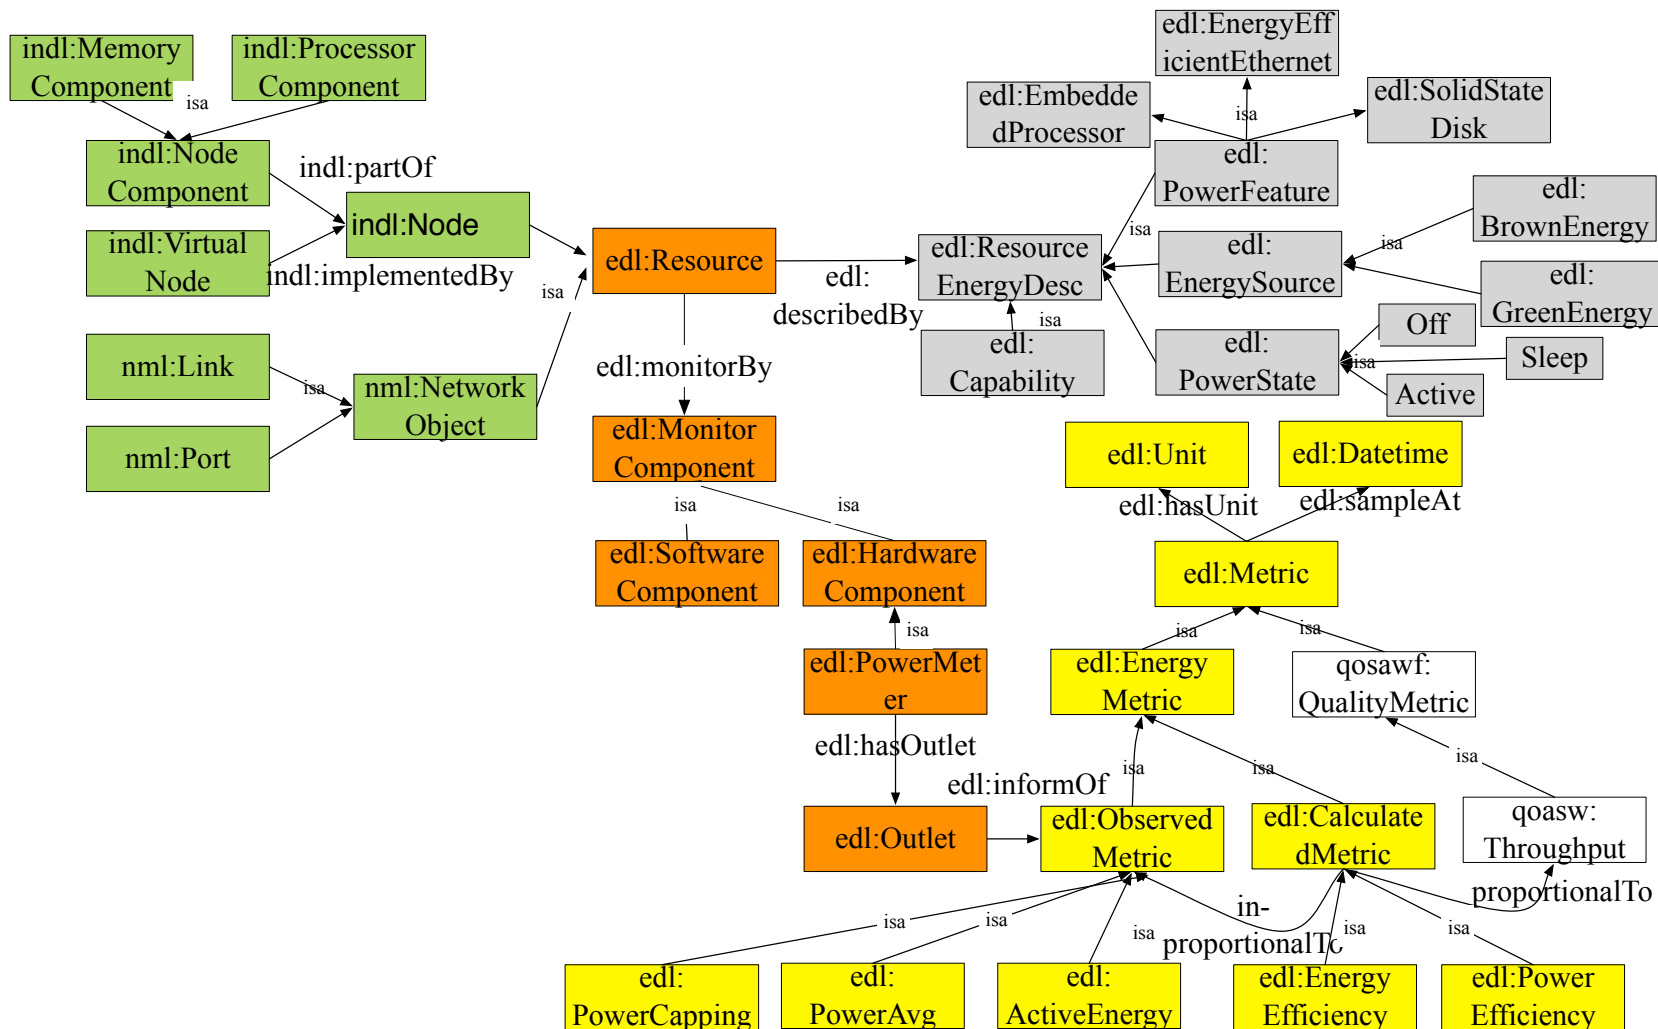 edl:EnergyEff
icientEthernet
indl:Memory
Component
indl:Processor
Component
isa
edl:Embedde
dProcessor
isa
edl:SolidState
Disk
indl:Node
Component
indl:partOf
edl:
PowerFeature
indl:Node
edl:
BrownEnergy
indl:Virtual
Node
indl:implementedBy
isa
edl:Resource
edl:
describedBy
edl:Resource
EnergyDesc
isa
edl:
EnergySource
isa
edl:
GreenEnergy
isa
edl:
Capability
edl:
PowerState
Off
isa
Sleep
Active
nml:Link
isa
nml:Port
nml:Network
Object
edl:monitorBy
edl:Monitor
Component
isa
isa
edl:Software
Component
edl:Hardware
Component
isa
edl:PowerMet
er
edl:hasOutlet
edl:Outlet
edl:informOf
edl:Unit
edl:Datetime
edl:hasUnit
edl:sampleAt
edl:Metric
isa
isa
edl:Energy
Metric
qosawf:
QualityMetric
isa
isa
isa
edl:Observed
Metric
edl:Calculate
dMetric
qoasw:
Throughput
proportionalTo
in-
proportionalTo
isa
isa
isa
isa
isa
edl:
PowerCapping
edl:
PowerAvg
edl:
ActiveEnergy
edl:Energy
Efficiency
edl:Power
Efficiency